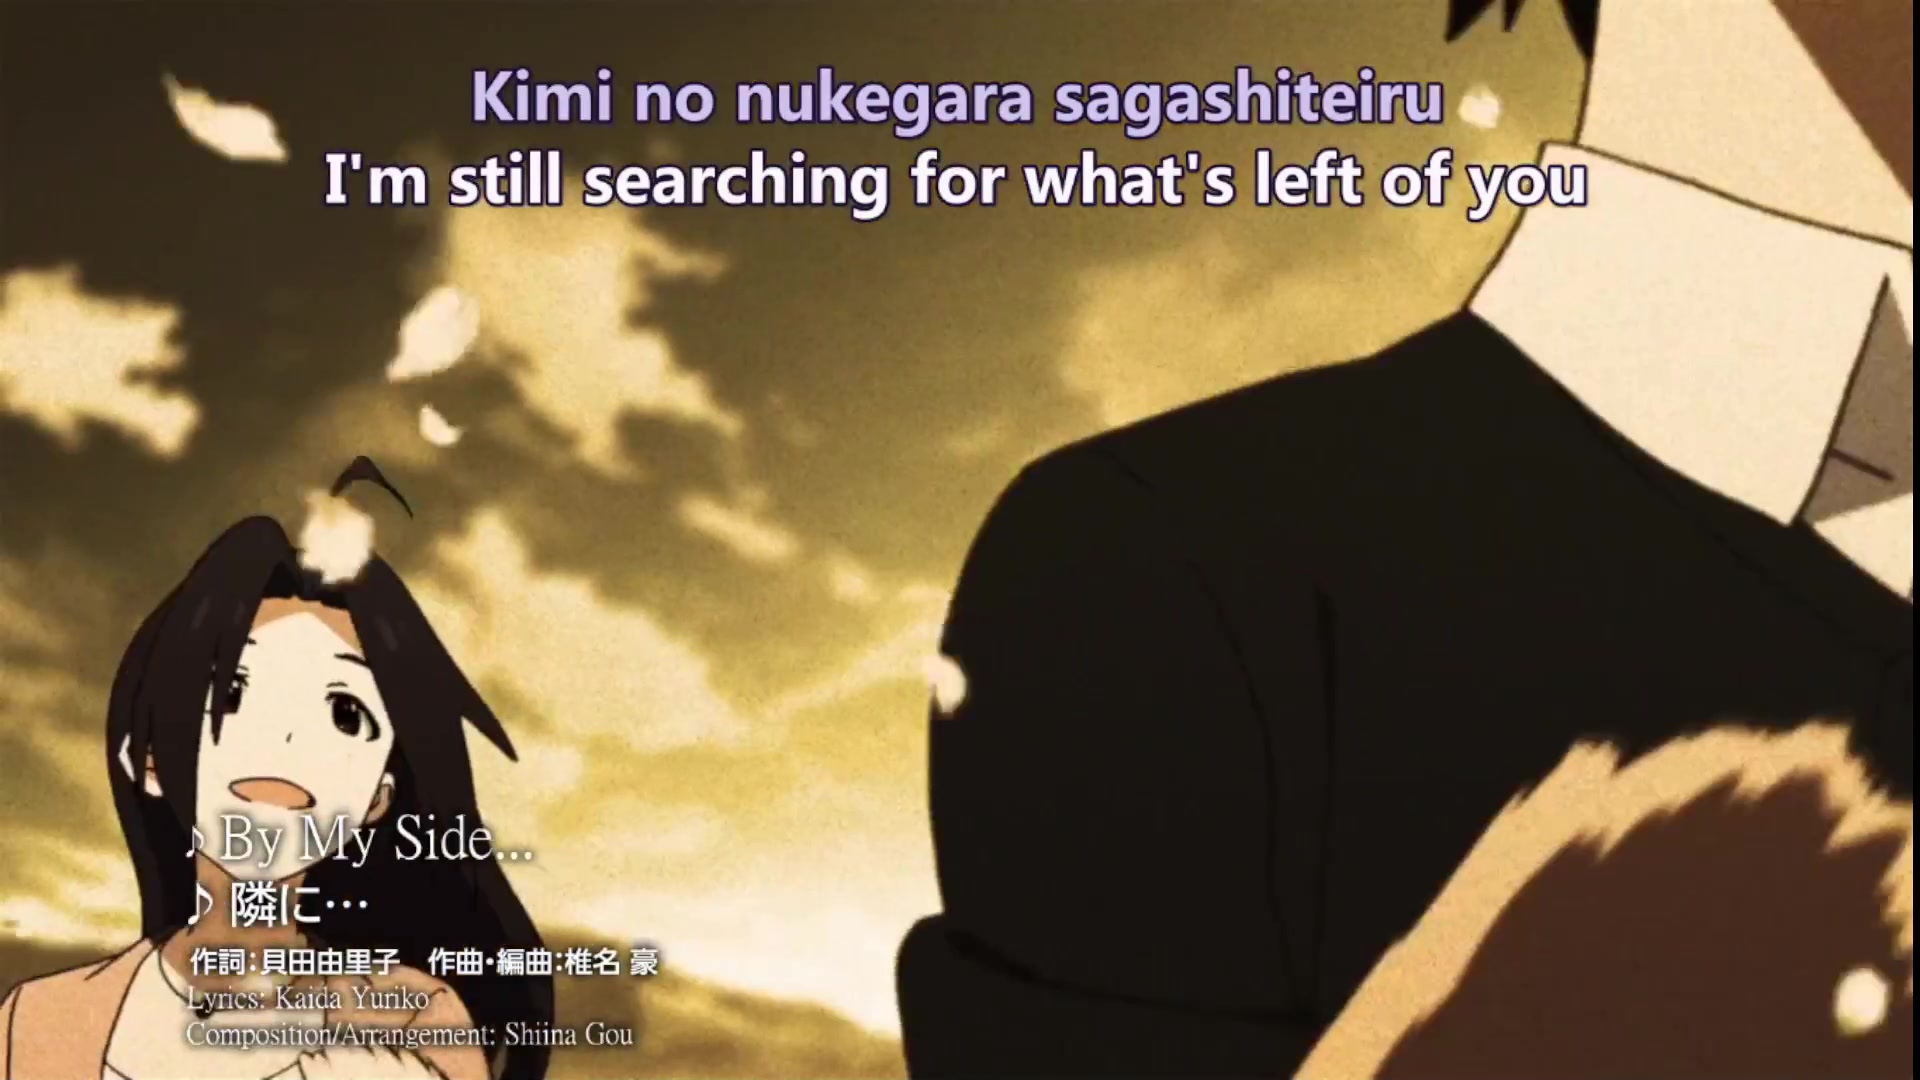 Kimi no nukegara sagashiteiru
I'm still searching for what's left of you
♪ By My Side...
♪ 隣に…
作詞:貝田由里子 作曲・編曲:椎名 豪
Lyrics: Kaida Yuriko
Composition/Arrangement: Shiina Gou